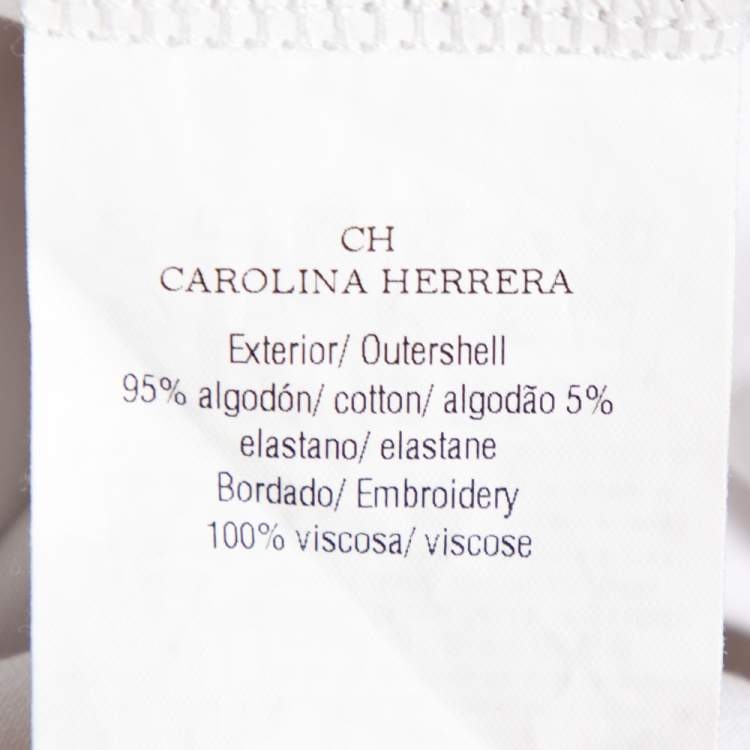 CH
CAROLINA HERRERA
Exterior/ Outershell
95% algodón/ cotton/ algodão 5%
elastano/ elastane
Bordado/ Embroidery
100% viscosa/ viscose